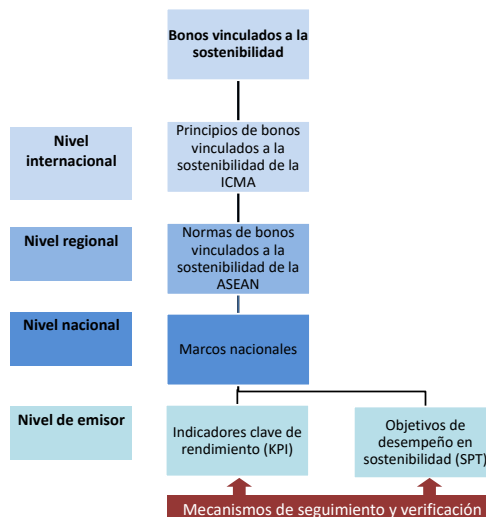 Bonos vinculados a la
sostenibilidad
Nivel
internacional
Principios de bonos
vinculados a la
sostenibilidad de la
ICMA
Nivel regional
Normas de bonos
vinculados a la
sostenibilidad de la
ASEAN
Nivel nacional
Marcos nacionales
Nivel de emisor
Indicadores clave de
rendimiento (KPI)
Objetivos de
desempeño en
sostenibilidad (SPT)
Mecanismos de seguimiento y verificación